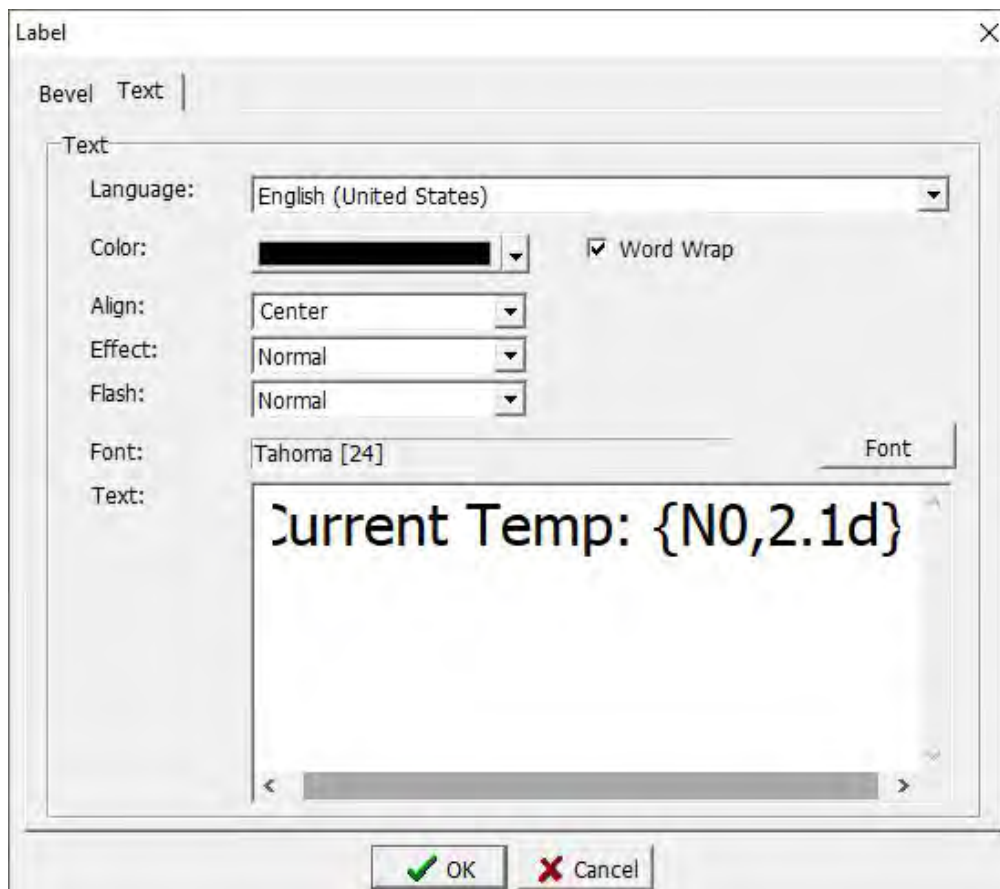 Label
Bevel Text
Text
Language: English (United States)
Color: Word Wrap
Align: Center
Effect: Normal
Flash: Normal
Font: Tahoma [24] Font
Text: Current Temp: {N0,2.1d}
OK Cancel